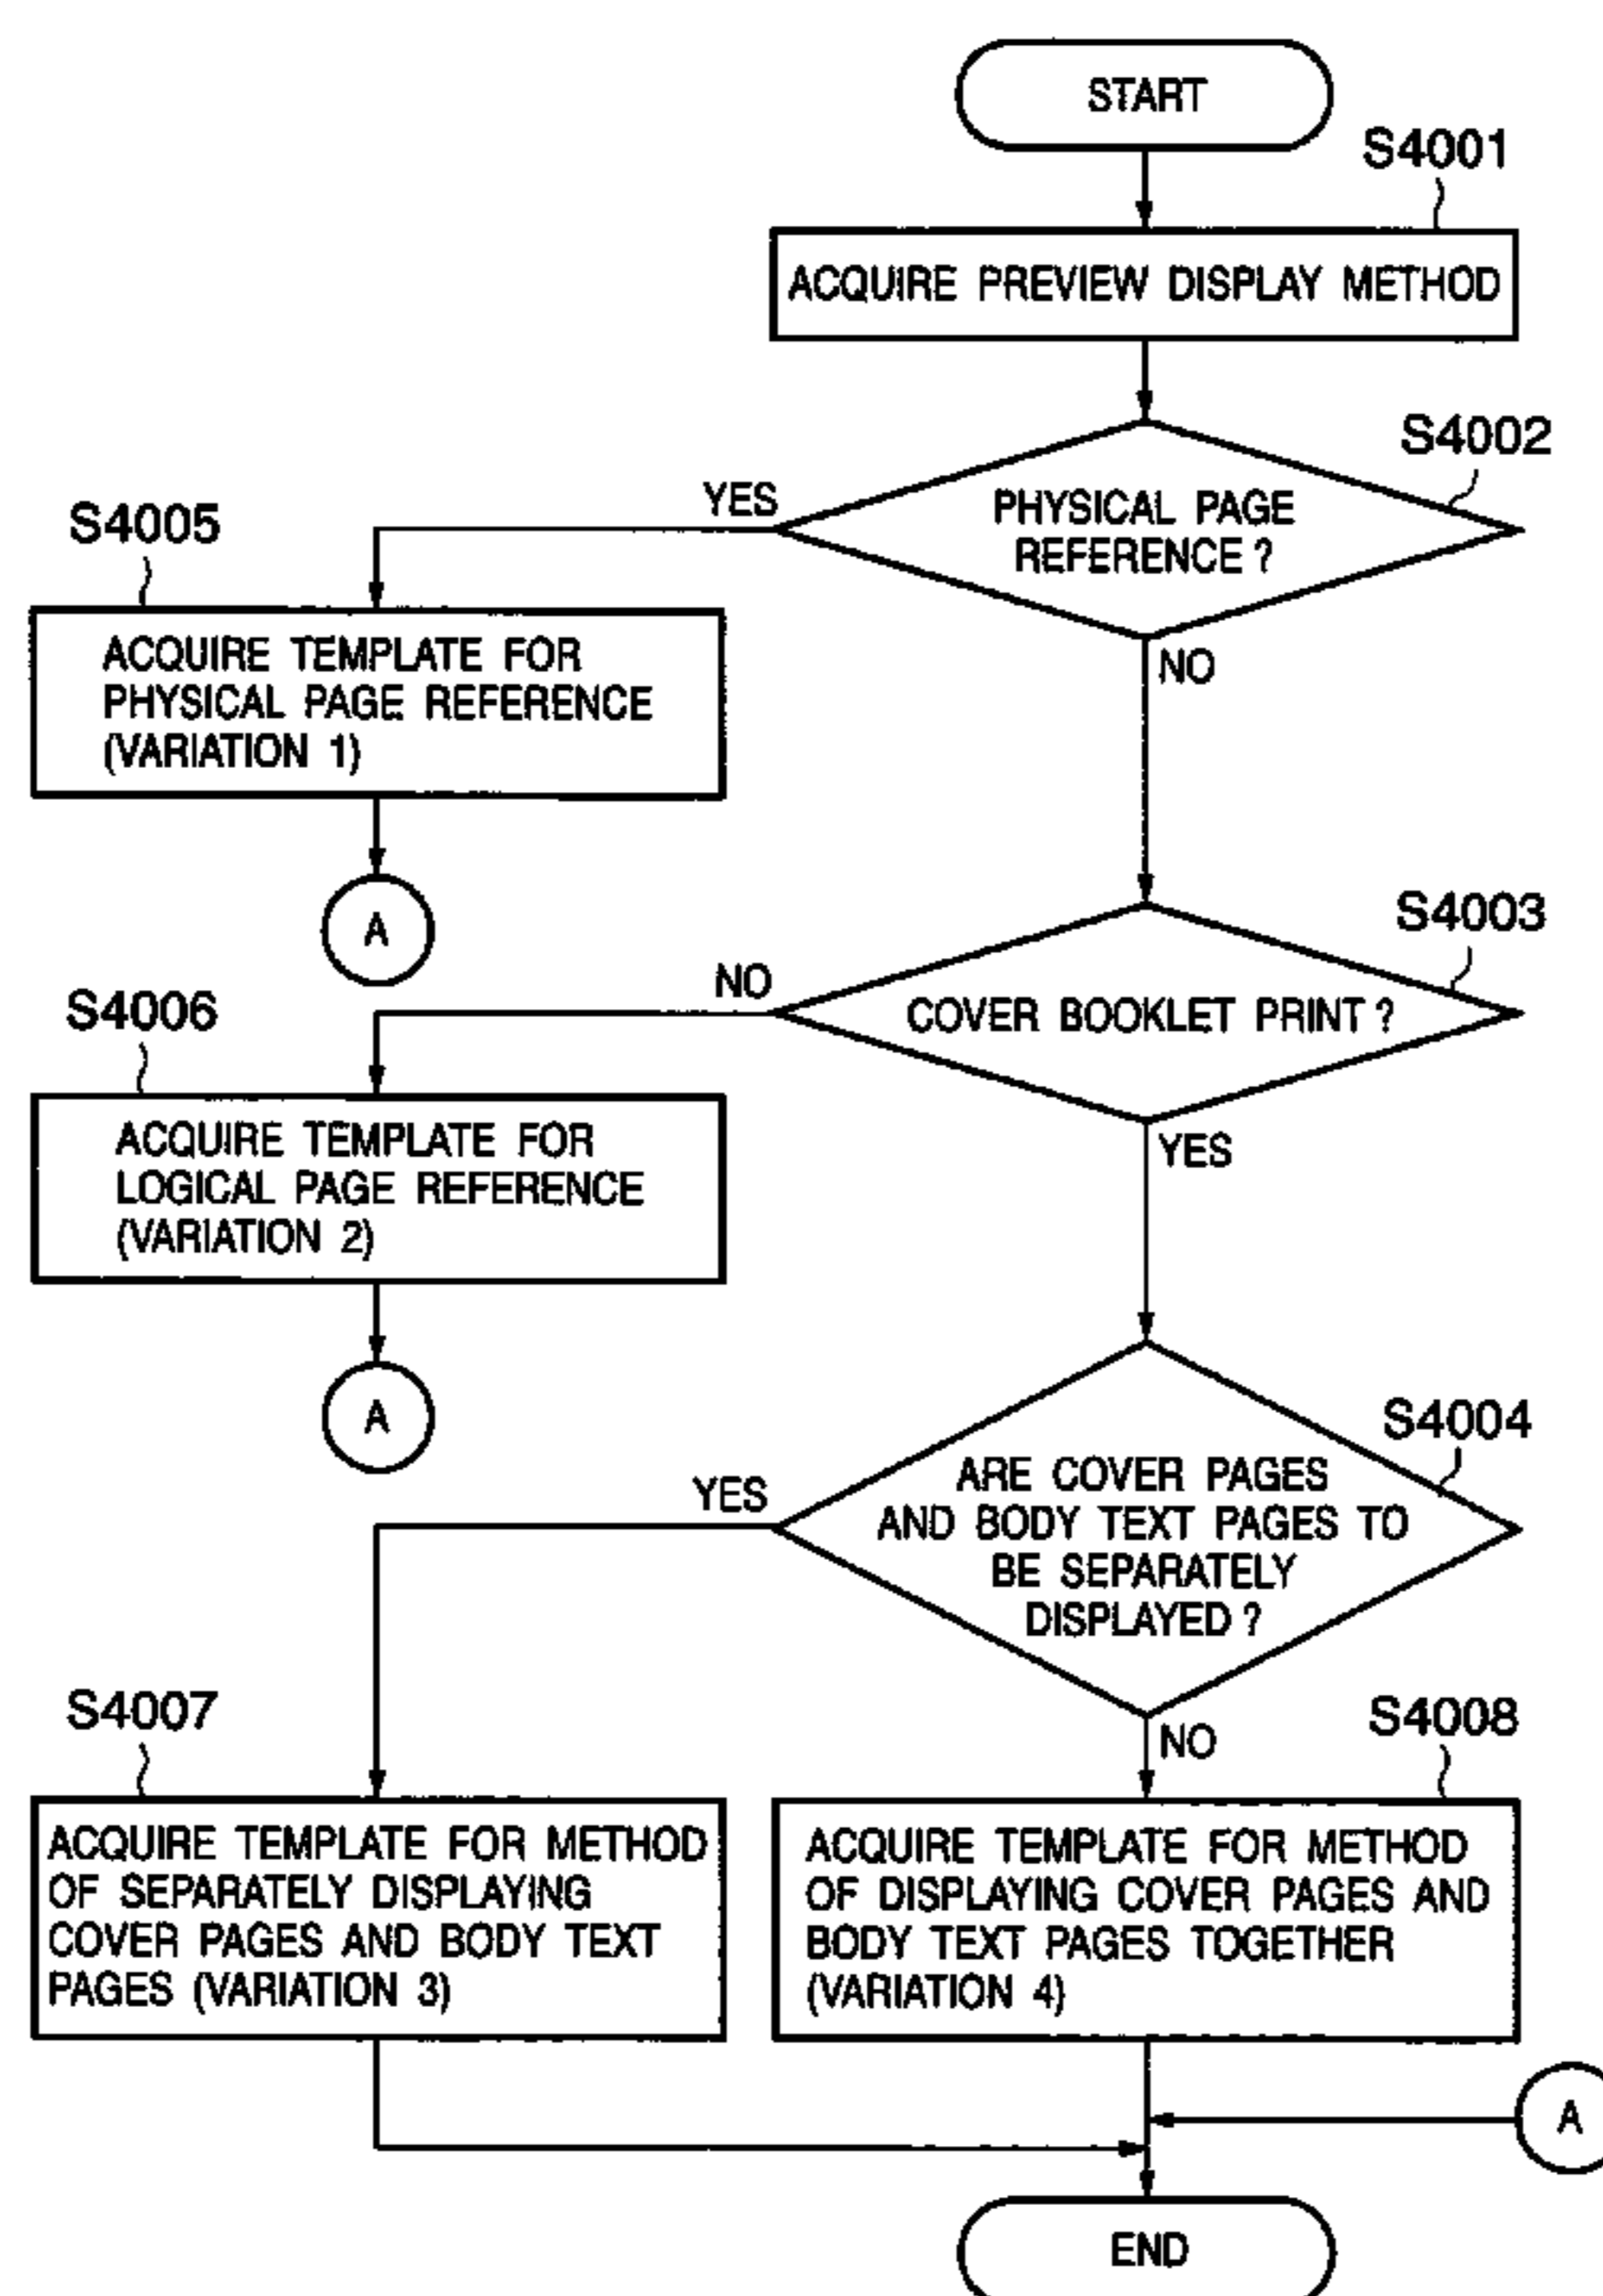 START
S4001
ACQUIRE PREVIEW DISPLAY METHOD
S4002
PHYSICAL PAGE
REFERENCE ?
YES
NO
S4005
ACQUIRE TEMPLATE FOR
PHYSICAL PAGE REFERENCE
(VARIATION 1)
A
S4003
COVER BOOKLET PRINT ?
NO
YES
S4006
ACQUIRE TEMPLATE FOR
LOGICAL PAGE REFERENCE
(VARIATION 2)
A
S4004
ARE COVER PAGES
AND BODY TEXT PAGES TO
BE SEPARATELY
DISPLAYED ?
YES
NO
S4007
ACQUIRE TEMPLATE FOR METHOD
OF SEPARATELY DISPLAYING
COVER PAGES AND BODY TEXT
PAGES (VARIATION 3)
S4008
ACQUIRE TEMPLATE FOR METHOD
OF DISPLAYING COVER PAGES AND
BODY TEXT PAGES TOGETHER
(VARIATION 4)
A
END